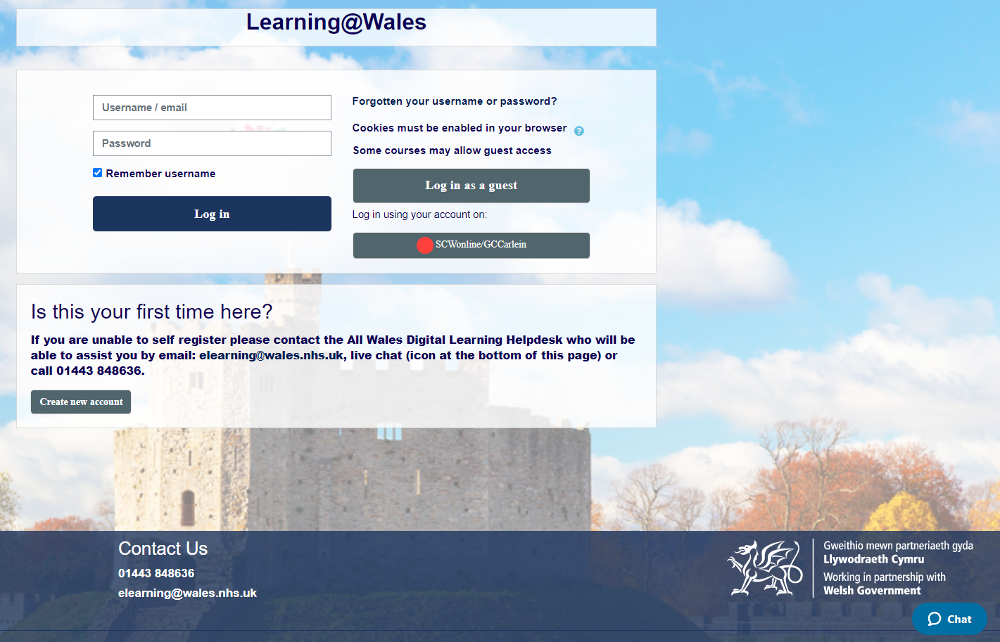 Learning@Wales
Username / email
Password
Remember username
Log in
Forgotten your username or password?
Cookies must be enabled in your browser
?
Some courses may allow guest access
Log in as a guest
Log in using your account on:
SCWonline/GCCarlein
Is this your first time here?
If you are unable to self register please contact the All Wales Digital Learning Helpdesk who will be
able to assist you by email: elearning@wales.nhs.uk, live chat (icon at the bottom of this page) or
call 01443 848636.
Create new account
Contact Us
01443 848636
elearning@wales.nhs.uk
Gweithio mewn partneriaeth gyda
Llywodraeth Cymru
Working in partnership with
Welsh Government
Chat